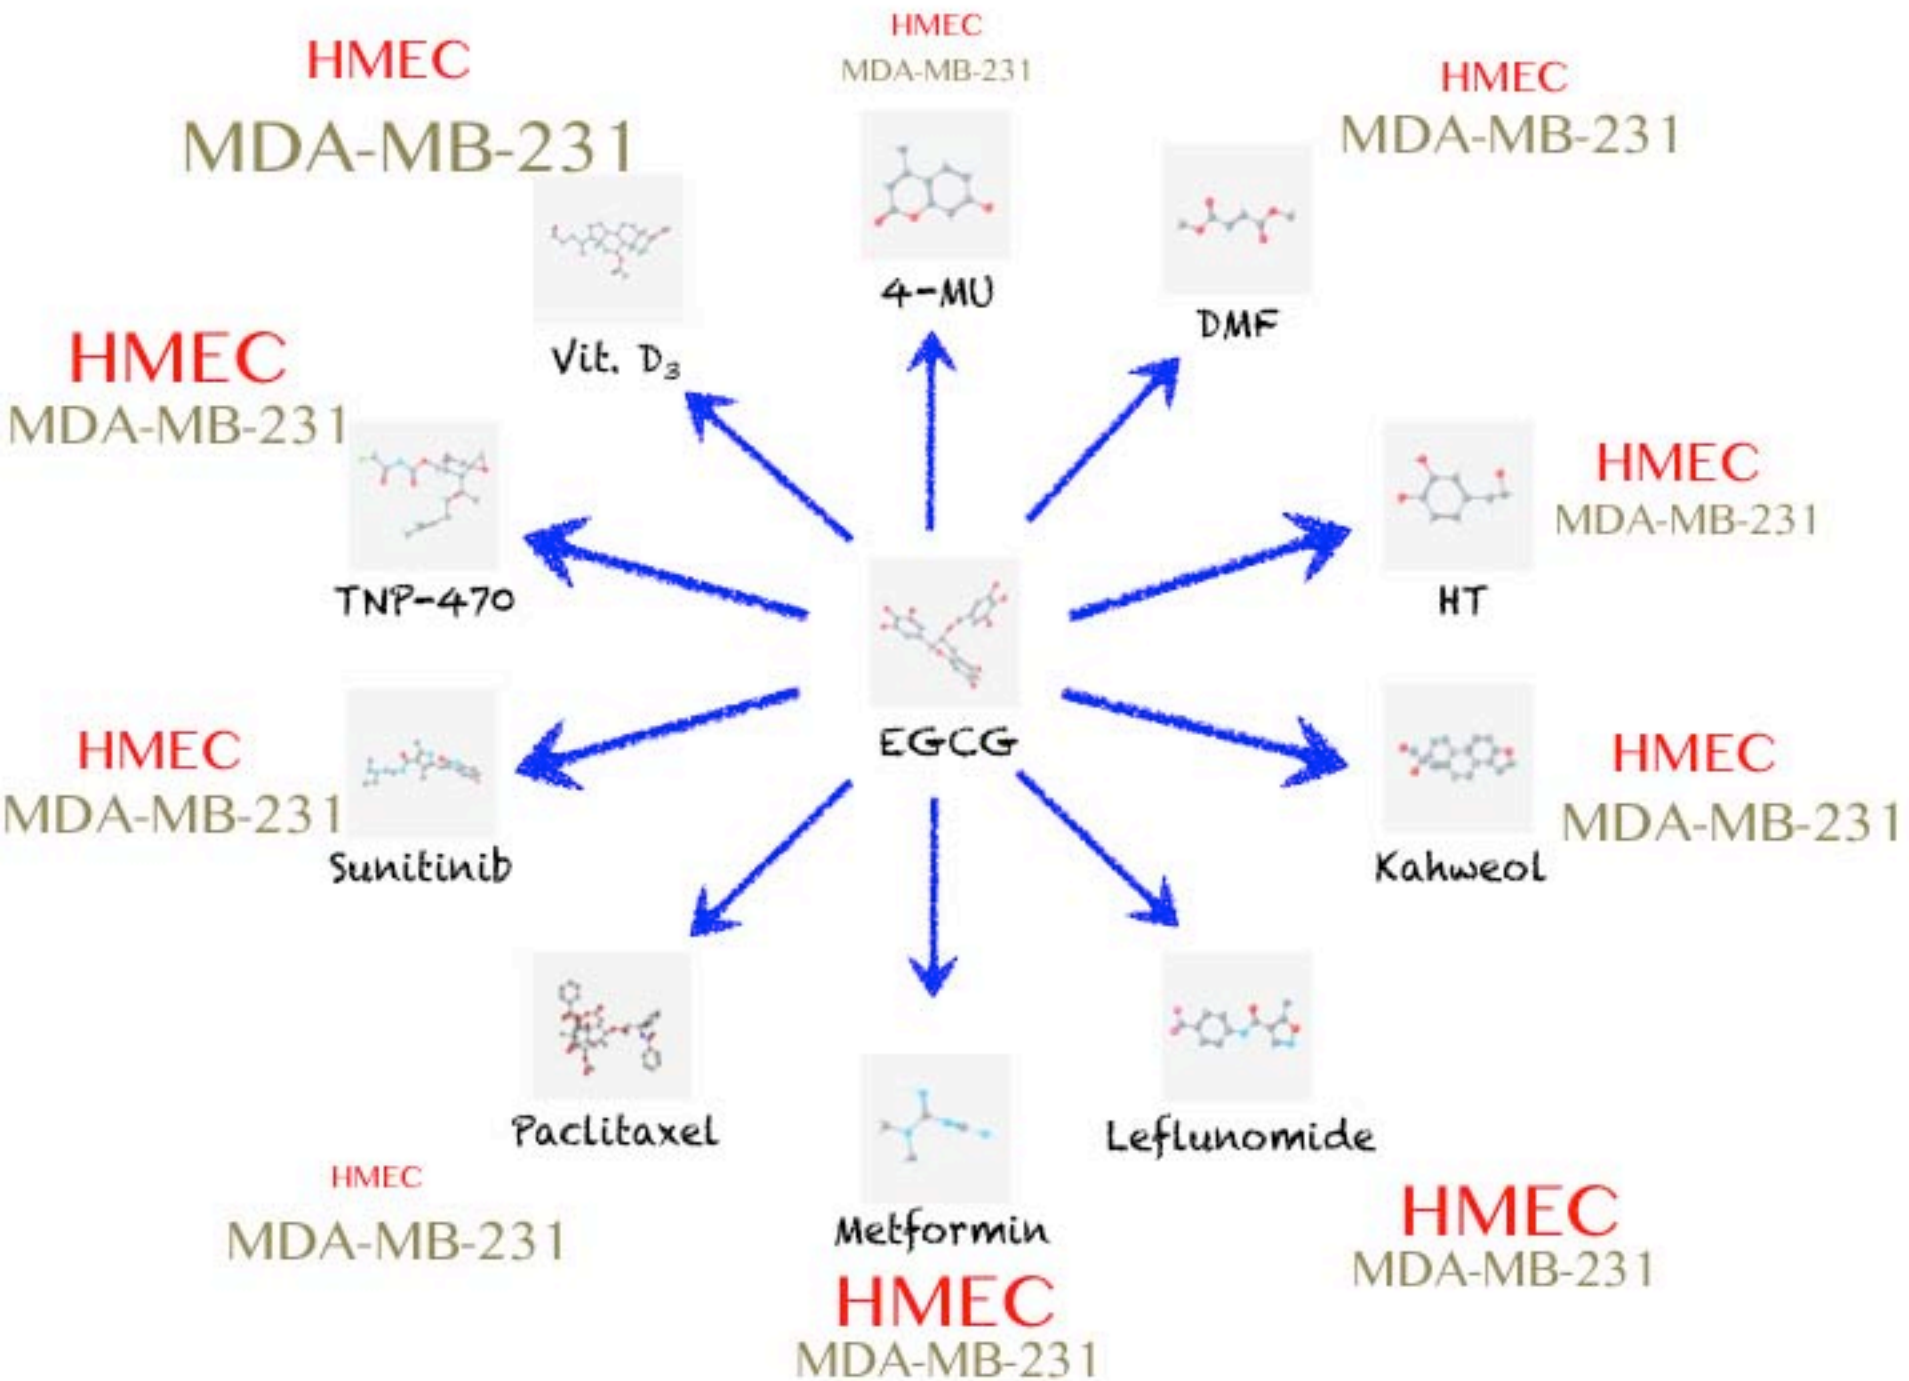 HMEC
MDA-MB-231
Vit. D₃
HMEC
MDA-MB-231
4-MU
HMEC
MDA-MB-231
DMF
HMEC
MDA-MB-231
TNP-470
HMEC
MDA-MB-231
HT
EGCG
HMEC
MDA-MB-231
Sunitinib
HMEC
MDA-MB-231
Kahweol
Paclitaxel
HMEC
MDA-MB-231
Metformin
HMEC
MDA-MB-231
Leflunomide
HMEC
MDA-MB-231